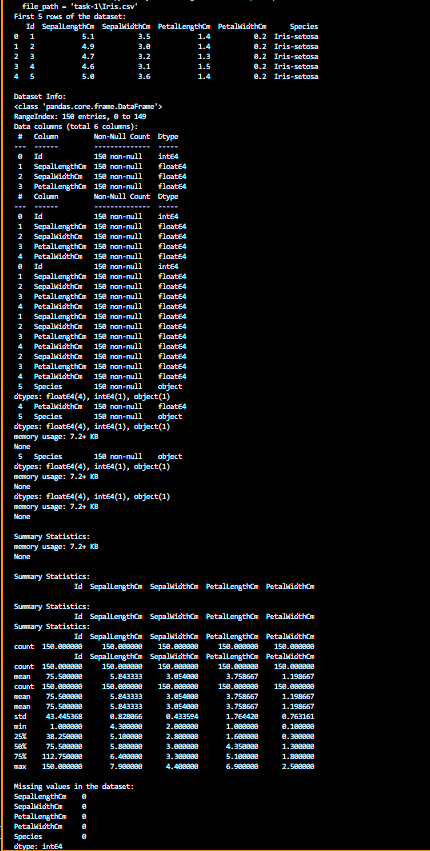 file_path = 'task-1\Iris.csv'
First 5 rows of the dataset:
   Id  SepalLengthCm  SepalWidthCm  PetalLengthCm  PetalWidthCm      Species
0   1            5.1           3.5            1.4           0.2  Iris-setosa
1   2            4.9           3.0            1.4           0.2  Iris-setosa
2   3            4.7           3.2            1.3           0.2  Iris-setosa
3   4            4.6           3.1            1.5           0.2  Iris-setosa
4   5            5.0           3.6            1.4           0.2  Iris-setosa
Dataset Info:
<class 'pandas.core.frame.DataFrame'>
RangeIndex: 150 entries, 0 to 149
Data columns (total 6 columns):
 #   Column         Non-Null Count  Dtype
---  ------         --------------  -----
 0   Id             150 non-null    int64
 1   SepalLengthCm  150 non-null    float64
 2   SepalWidthCm   150 non-null    float64
 3   PetalLengthCm  150 non-null    float64
 #   Column         Non-Null Count  Dtype
---  ------         --------------  -----
 0   Id             150 non-null    int64
 1   SepalLengthCm  150 non-null    float64
 2   SepalWidthCm   150 non-null    float64
 3   PetalLengthCm  150 non-null    float64
 4   PetalWidthCm   150 non-null    float64
 0   Id             150 non-null    int64
 1   SepalLengthCm  150 non-null    float64
 2   SepalWidthCm   150 non-null    float64
 3   PetalLengthCm  150 non-null    float64
 4   PetalWidthCm   150 non-null    float64
 1   SepalLengthCm  150 non-null    float64
 2   SepalWidthCm   150 non-null    float64
 3   PetalLengthCm  150 non-null    float64
 4   PetalWidthCm   150 non-null    float64
 2   SepalWidthCm   150 non-null    float64
 3   PetalLengthCm  150 non-null    float64
 4   PetalWidthCm   150 non-null    float64
 5   Species        150 non-null    object
dtypes: float64(4), int64(1), object(1)
 4   PetalWidthCm   150 non-null    float64
 5   Species        150 non-null    object
dtypes: float64(4), int64(1), object(1)
memory usage: 7.2+ KB
None
 5   Species        150 non-null    object
dtypes: float64(4), int64(1), object(1)
memory usage: 7.2+ KB
None
dtypes: float64(4), int64(1), object(1)
memory usage: 7.2+ KB
None
Summary Statistics:
memory usage: 7.2+ KB
None
Summary Statistics:
               Id  SepalLengthCm  SepalWidthCm  PetalLengthCm  PetalWidthCm
Summary Statistics:
               Id  SepalLengthCm  SepalWidthCm  PetalLengthCm  PetalWidthCm
Summary Statistics:
               Id  SepalLengthCm  SepalWidthCm  PetalLengthCm  PetalWidthCm
count  150.000000     150.000000    150.000000     150.000000    150.000000
               Id  SepalLengthCm  SepalWidthCm  PetalLengthCm  PetalWidthCm
count  150.000000     150.000000    150.000000     150.000000    150.000000
mean    75.500000       5.843333      3.054000       3.758667      1.198667
count  150.000000     150.000000    150.000000     150.000000    150.000000
mean    75.500000       5.843333      3.054000       3.758667      1.198667
mean    75.500000       5.843333      3.054000       3.758667      1.198667
std     43.445368       0.828066      0.433594       1.764420      0.763161
min      1.000000       4.300000      2.000000       1.000000      0.100000
25%     38.250000       5.100000      2.800000       1.600000      0.300000
50%     75.500000       5.800000      3.000000       4.350000      1.300000
75%    112.750000       6.400000      3.300000       5.100000      1.800000
max    150.000000       7.900000      4.400000       6.900000      2.500000
Missing values in the dataset:
SepalLengthCm    0
SepalWidthCm     0
PetalLengthCm    0
PetalWidthCm     0
Species          0
dtype: int64